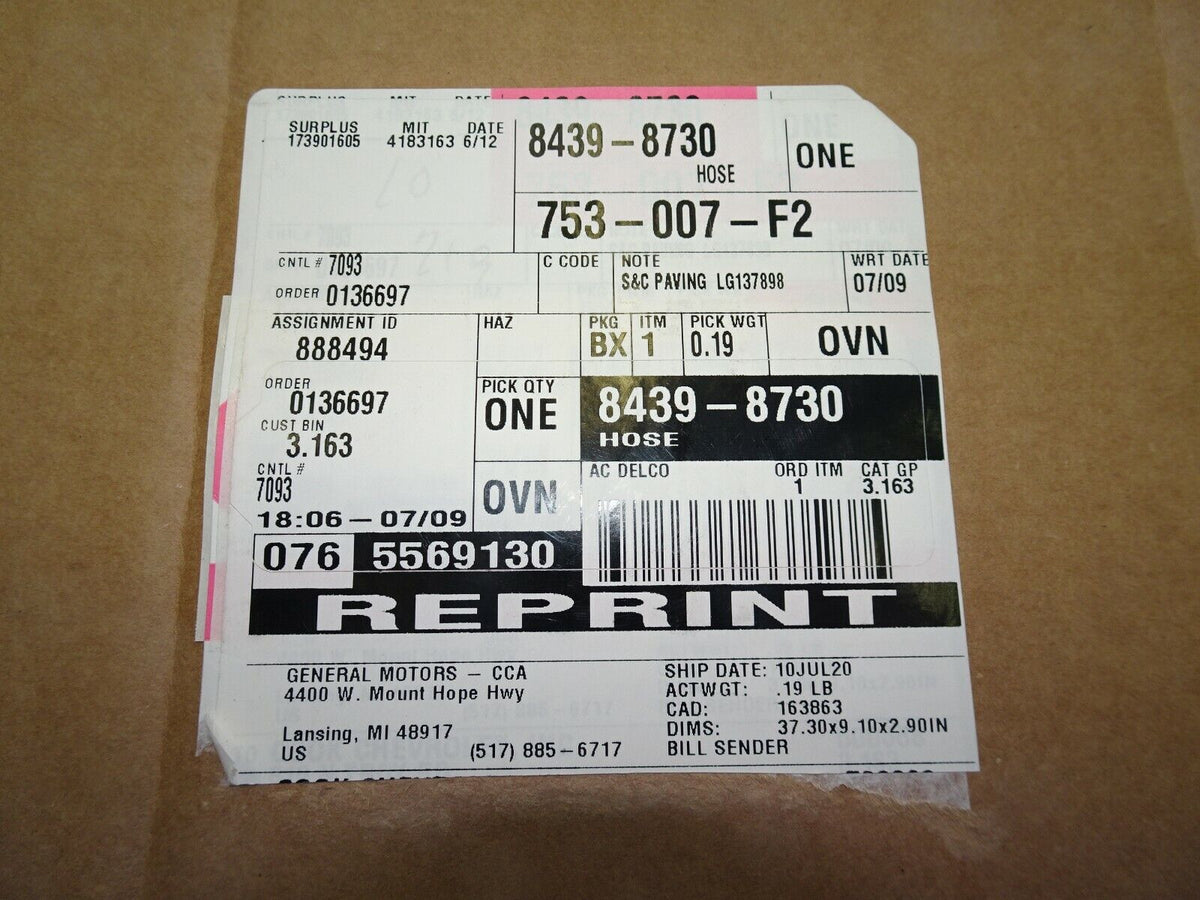 SURPLUS MIT DATE
173901605 4183163 6/12
8439-8730
HOSE
ONE
753-007-F2
CNTL # 7093
ORDER 0136697
C CODE
NOTE
S&C PAVING LG137898
WRT DATE
07/09
ASSIGNMENT ID
888494
HAZ
PKG
BX
ITM
1
PICK WGT
0.19
OVN
ORDER
0136697
CUST BIN
3.163
CNTL #
7093
18:06-07/09
PICK QTY
ONE
OVN
8439-8730
HOSE
AC DELCO
ORD ITM
1
CAT GP
3.163
076 5569130
REPRINT
GENERAL MOTORS - CCA
4400 W. Mount Hope Hwy
Lansing, MI 48917
US (517) 885-6717
SHIP DATE: 10JUL20
ACTWGT: .19 LB
CAD: 163863
DIMS: 37.30x9.10x2.90IN
BILL SENDER